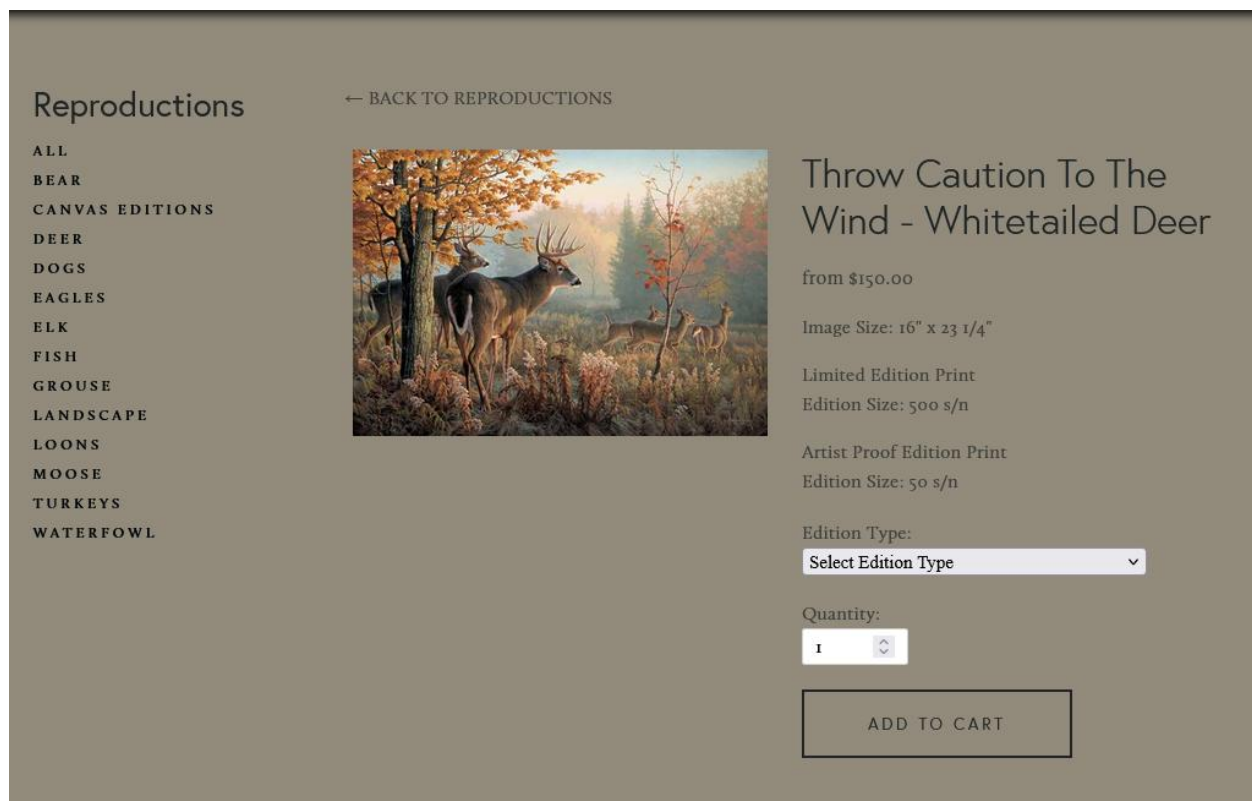 Reproductions
ALL
BEAR
CANVAS EDITIONS
DEER
DOGS
EAGLES
ELK
FISH
GROUSE
LANDSCAPE
LOONS
MOOSE
TURKEYS
WATERFOWL
← BACK TO REPRODUCTIONS
Throw Caution To The
Wind - Whitetailed Deer
from $150.00
Image Size: 16" x 23 1/4"
Limited Edition Print
Edition Size: 500 s/n
Artist Proof Edition Print
Edition Size: 50 s/n
Edition Type:
Select Edition Type
Quantity:
1
ADD TO CART